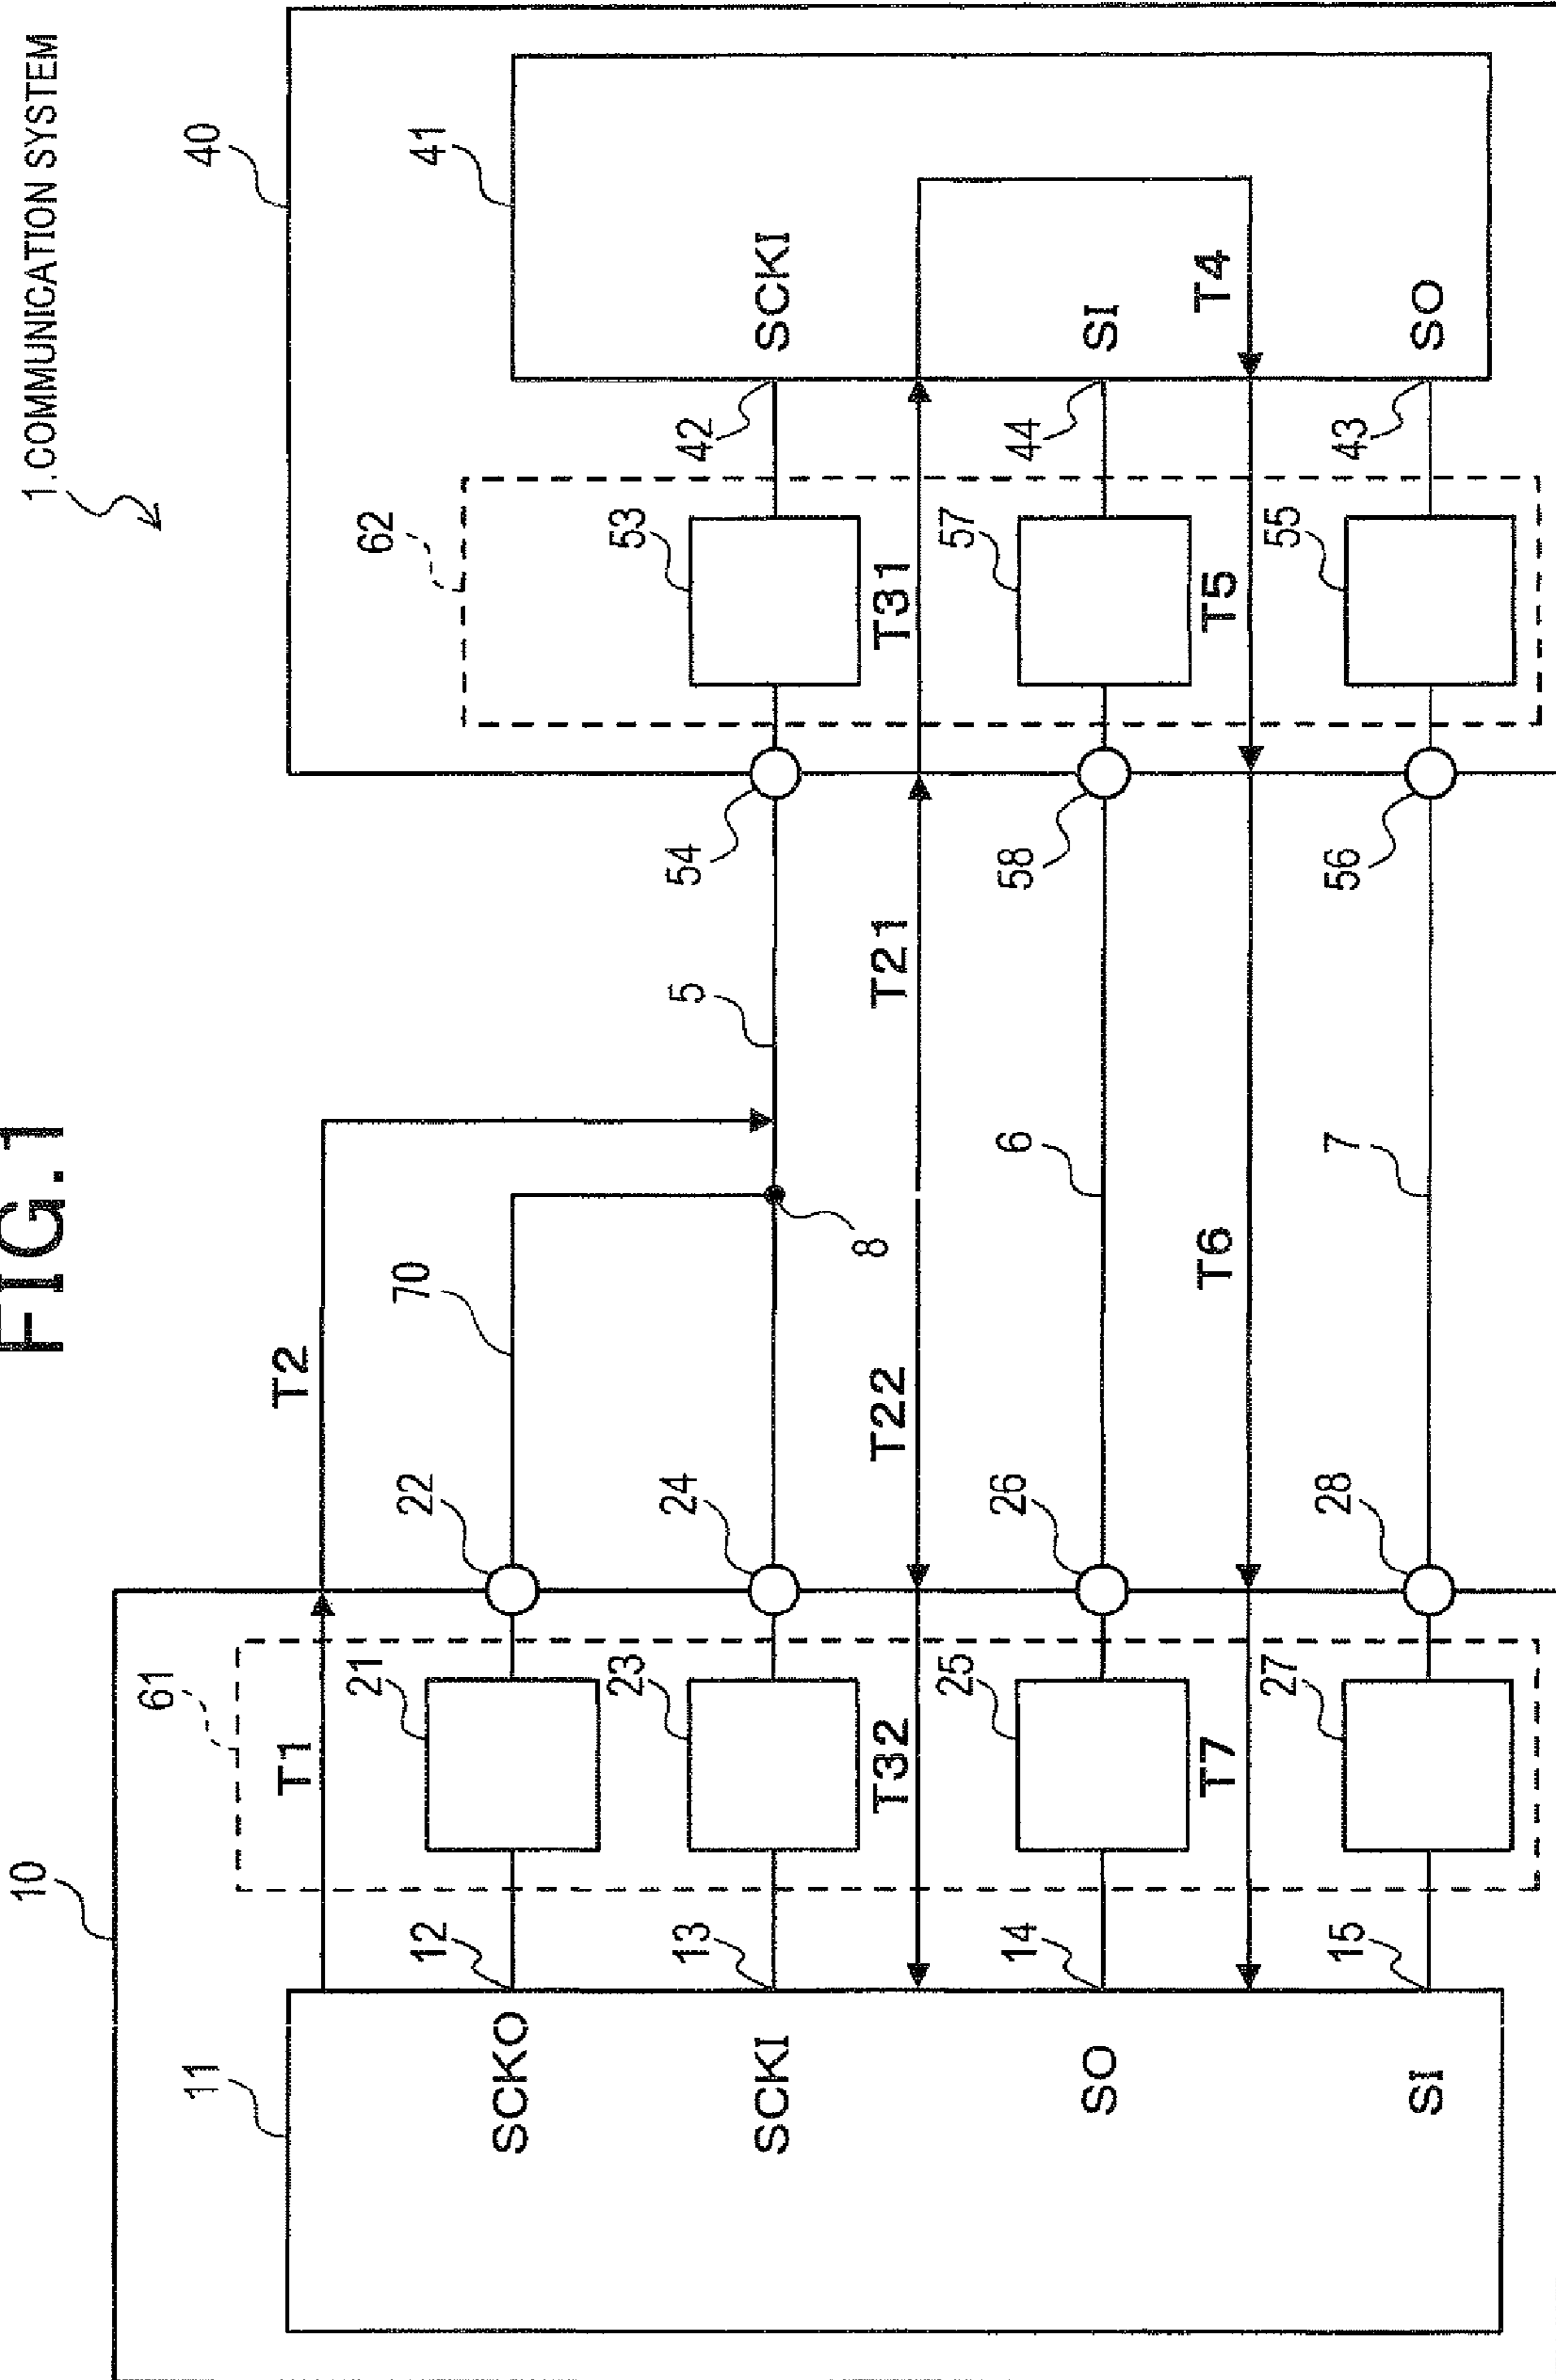 FIG.1
1.COMMUNICATION SYSTEM
10
61
T1
T2
40
11
21
22
70
62
41
12
SCKO
23
24
5
54
53
42
SCKI
13
SCKI
8
T32
T22
T21
T31
25
26
6
58
57
44
SI
14
SO
T7
T6
T5
T4
27
28
7
56
55
43
SO
15
SI